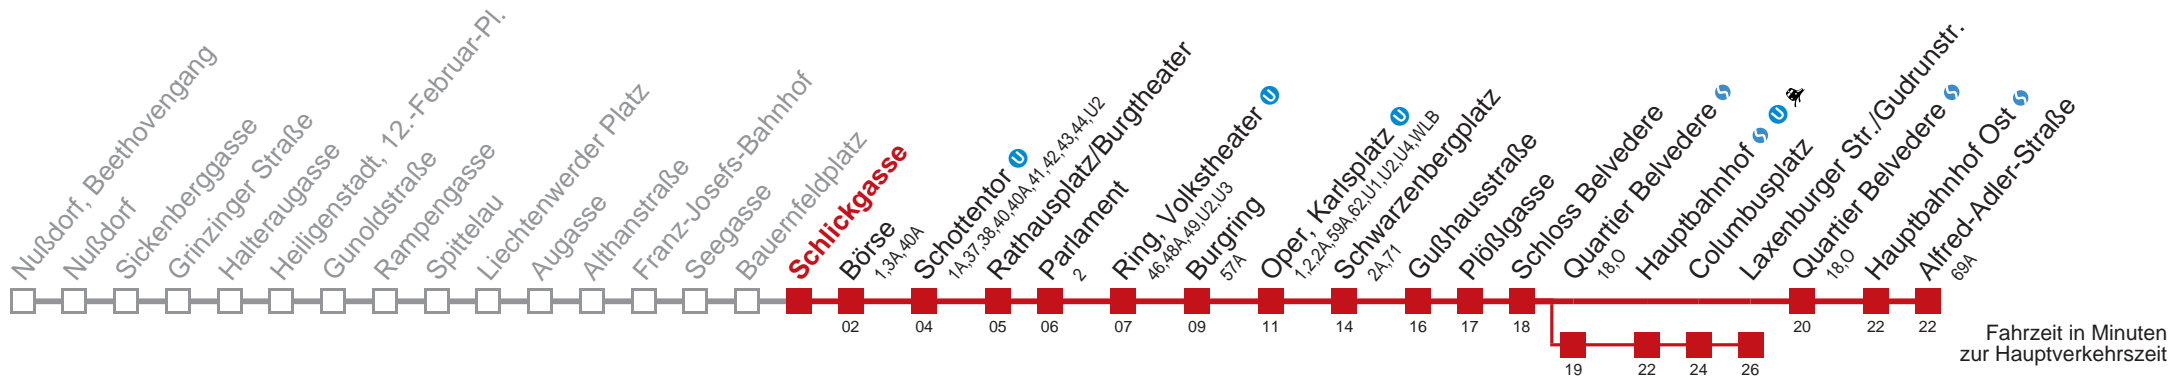 Nußdorf, Beethovengang
Nußdorf
Sickenberggasse
Grinzinger Straße
Halteraugasse
Heiligenstadt, 12.-Februar-Pl.
Gunoldstraße
Rampengasse
Spittelau
Liechtenwerder Platz
Augasse
Althanstraße
Franz-Josefs-Bahnhof
Seegasse
Bauernfeldplatz
Schlickgasse
Börse
1,3A,40A
Schottentor U
1A,37,38,40,40A,41,42,43,44,U2
Rathausplatz/Burgtheater
Parlament
2
Ring, Volkstheater U
46,48A,49,U2,U3
Burgring
57A
Oper, Karlsplatz U
1,2,2A,59A,62,U1,U2,U4,WLB
Schwarzenbergplatz
2A,71
Gußhausstraße
Plößlgasse
Schloss Belvedere
Quartier Belvedere S
18,O
Hauptbahnhof S U
Columbusplatz
Laxenburger Str./Gudrunstr.
Quartier Belvedere S
18,O
Hauptbahnhof Ost S
Alfred-Adler-Straße
69A
02 04 05 06 07 09 11 14 16 17 18 20 22 22
19 22 24 26
Fahrzeit in Minuten
zur Hauptverkehrszeit